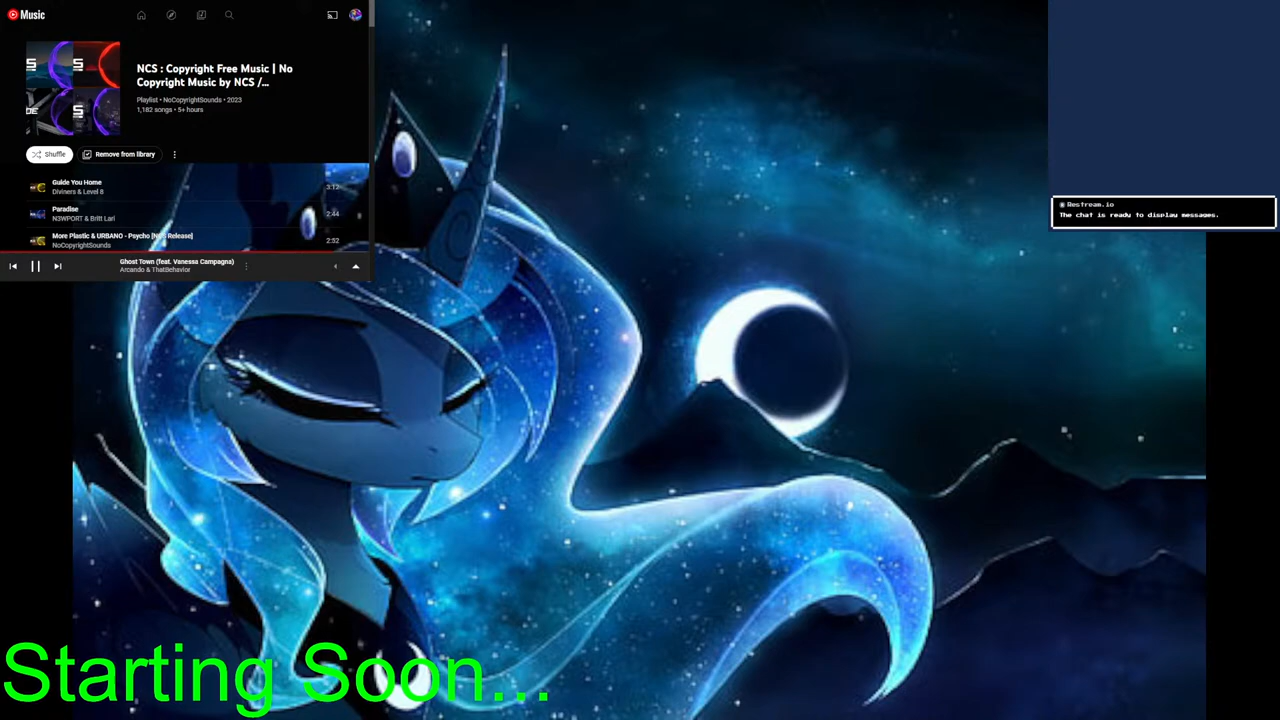 Music
NCS : Copyright Free Music | No
Copyright Music by NCS /...
Playlist • NoCopyrightSounds • 2023
1,182 songs • 5+ hours
Shuffle
Remove from library
Guide You Home
Diviners & Level 8
3:12
Paradise
N3WPORT & Britt Lari
2:44
More Plastic & URBANO - Psycho [NCS Release]
NoCopyrightSounds
2:52
Ghost Town (feat. Vanessa Campagna)
Arcando & ThatBehavior
Restream.io
The chat is ready to display messages.
Starting Soon...